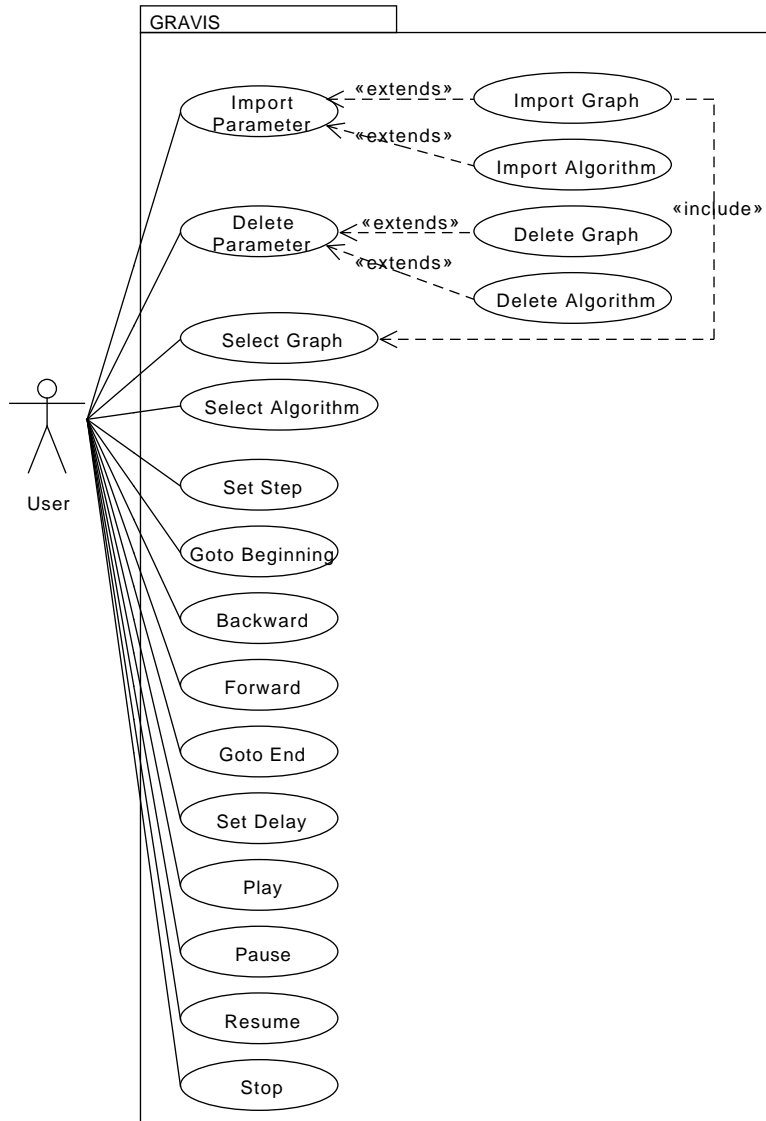 GRAVIS
Import
Parameter
«extends»
Import Graph
«extends»
Import Algorithm
«include»
Delete
Parameter
«extends»
Delete Graph
«extends»
Delete Algorithm
Select Graph
Select Algorithm
User
Set Step
Goto Beginning
Backward
Forward
Goto End
Set Delay
Play
Pause
Resume
Stop